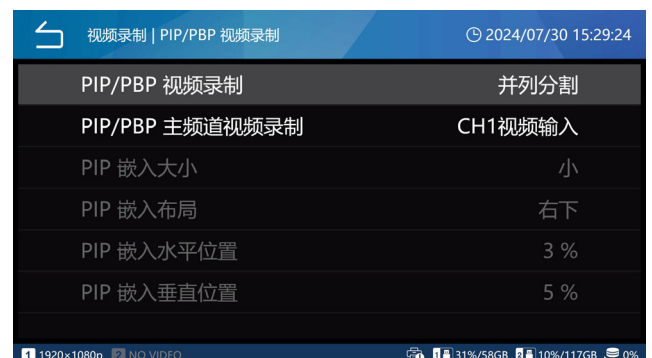 视频录制 | PIP/PBP 视频录制 2024/07/30 15:29:24
PIP/PBP 视频录制 并列分割
PIP/PBP 主频道视频录制 CH1视频输入
PIP 嵌入大小 小
PIP 嵌入布局 右下
PIP 嵌入水平位置 3 %
PIP 嵌入垂直位置 5 %
1 1920×1080p 2 NO VIDEO 1 31%/58GB 2 10%/117GB 0%